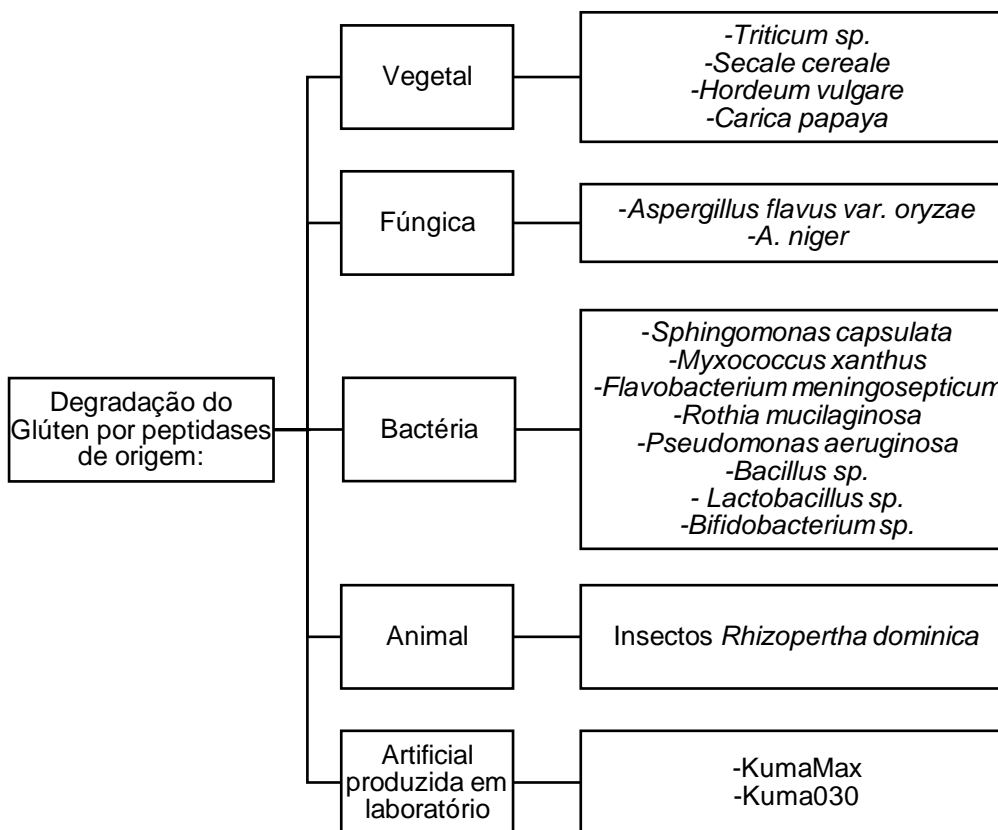 Degradação do
Glúten por peptidases
de origem:
Vegetal
-Triticum sp.
-Secale cereale
-Hordeum vulgare
-Carica papaya
Fúngica
-Aspergillus flavus var. oryzae
-A. niger
Bactéria
-Sphingomonas capsulata
-Myxococcus xanthus
-Flavobacterium meningosepticum
-Rothia mucilaginosa
-Pseudomonas aeruginosa
-Bacillus sp.
- Lactobacillus sp.
-Bifidobacterium sp.
Animal
Insectos Rhizopertha dominica
Artificial
produzida em
laboratório
-KumaMax
-Kuma030